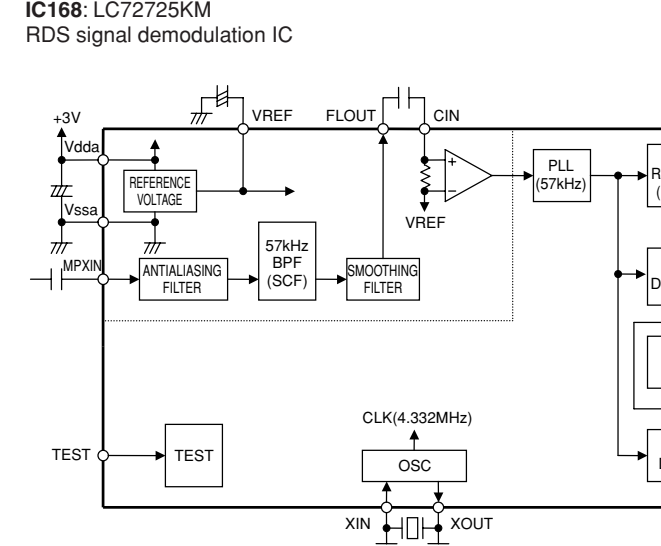 IC168: LC72725KM
RDS signal demodulation IC
+3V
VREF
FLOUT
CIN
Vdda
REFERENCE
VOLTAGE
+
−
PLL
(57kHz)
Vssa
VREF
MPXIN
ANTIALIASING
FILTER
57kHz
BPF
(SCF)
SMOOTHING
FILTER
CLK(4.332MHz)
TEST
TEST
OSC
XIN
XOUT